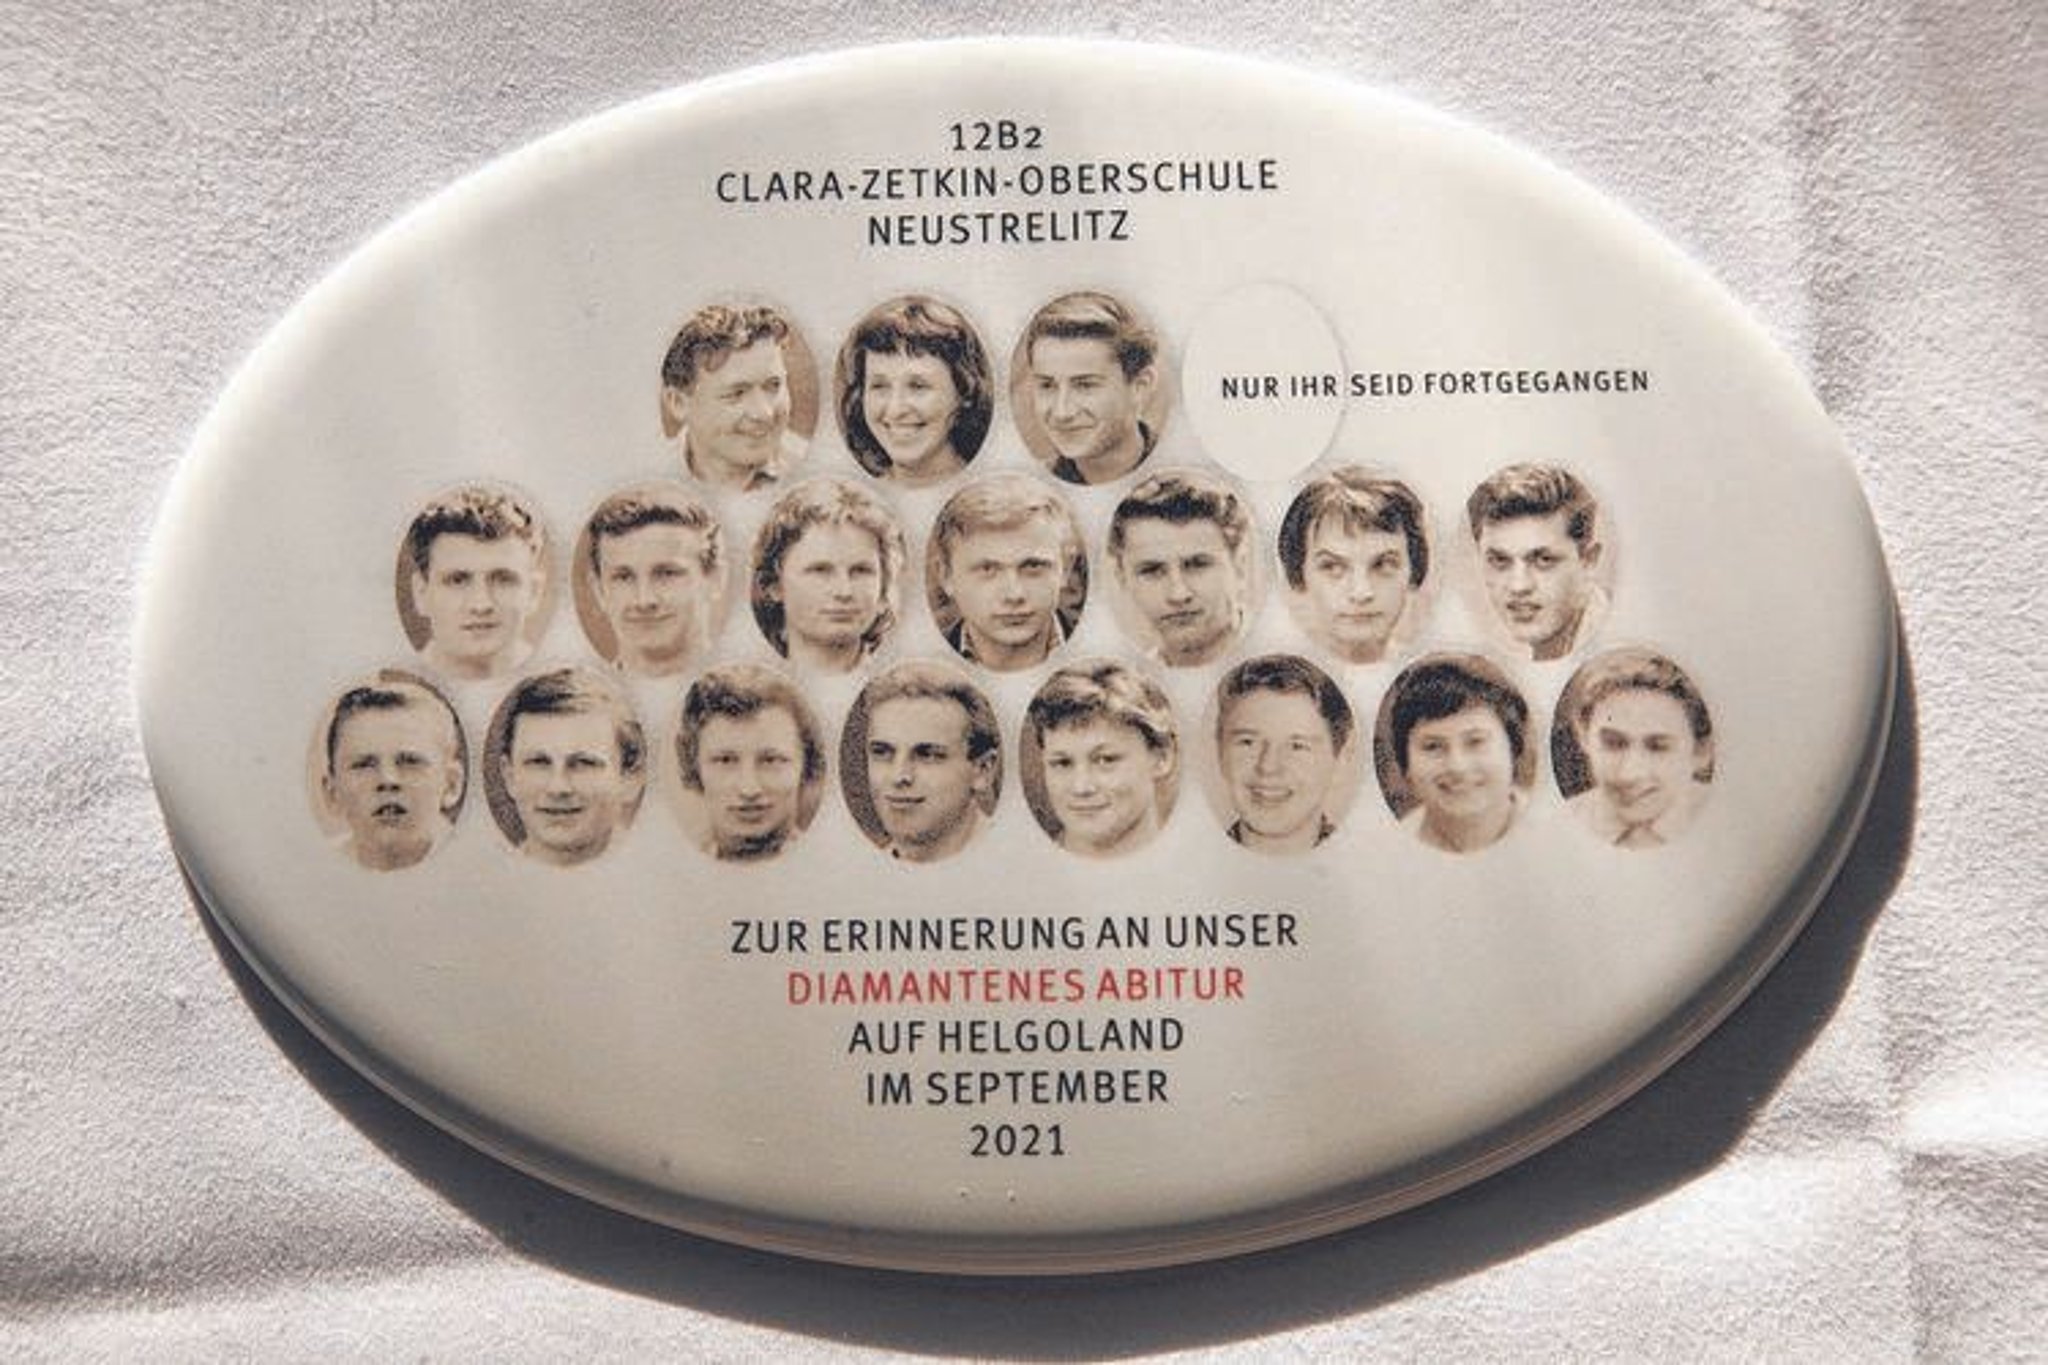 12B2
CLARA-ZETKIN-OBERSCHULE
NEUSTRELITZ
NUR IHR SEID FORTGEGANGEN
ZUR ERINNERUNG AN UNSER
DIAMANTENES ABITUR
AUF HELGOLAND
IM SEPTEMBER
2021